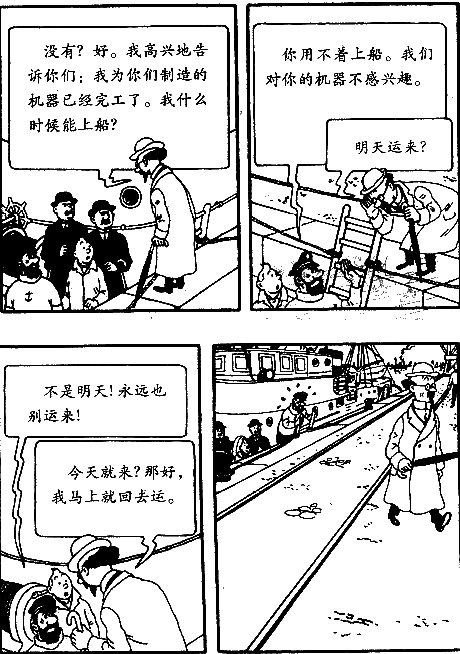 没有？好。我高兴地告
诉你们；我为你们制造的
机器已经完工了。我什么
时候能上船？
你用不着上船。我们
对你的机器不感兴趣。
明天运来？
不是明天！永远也
别运来！
今天就来？那好，
我马上就回去运。